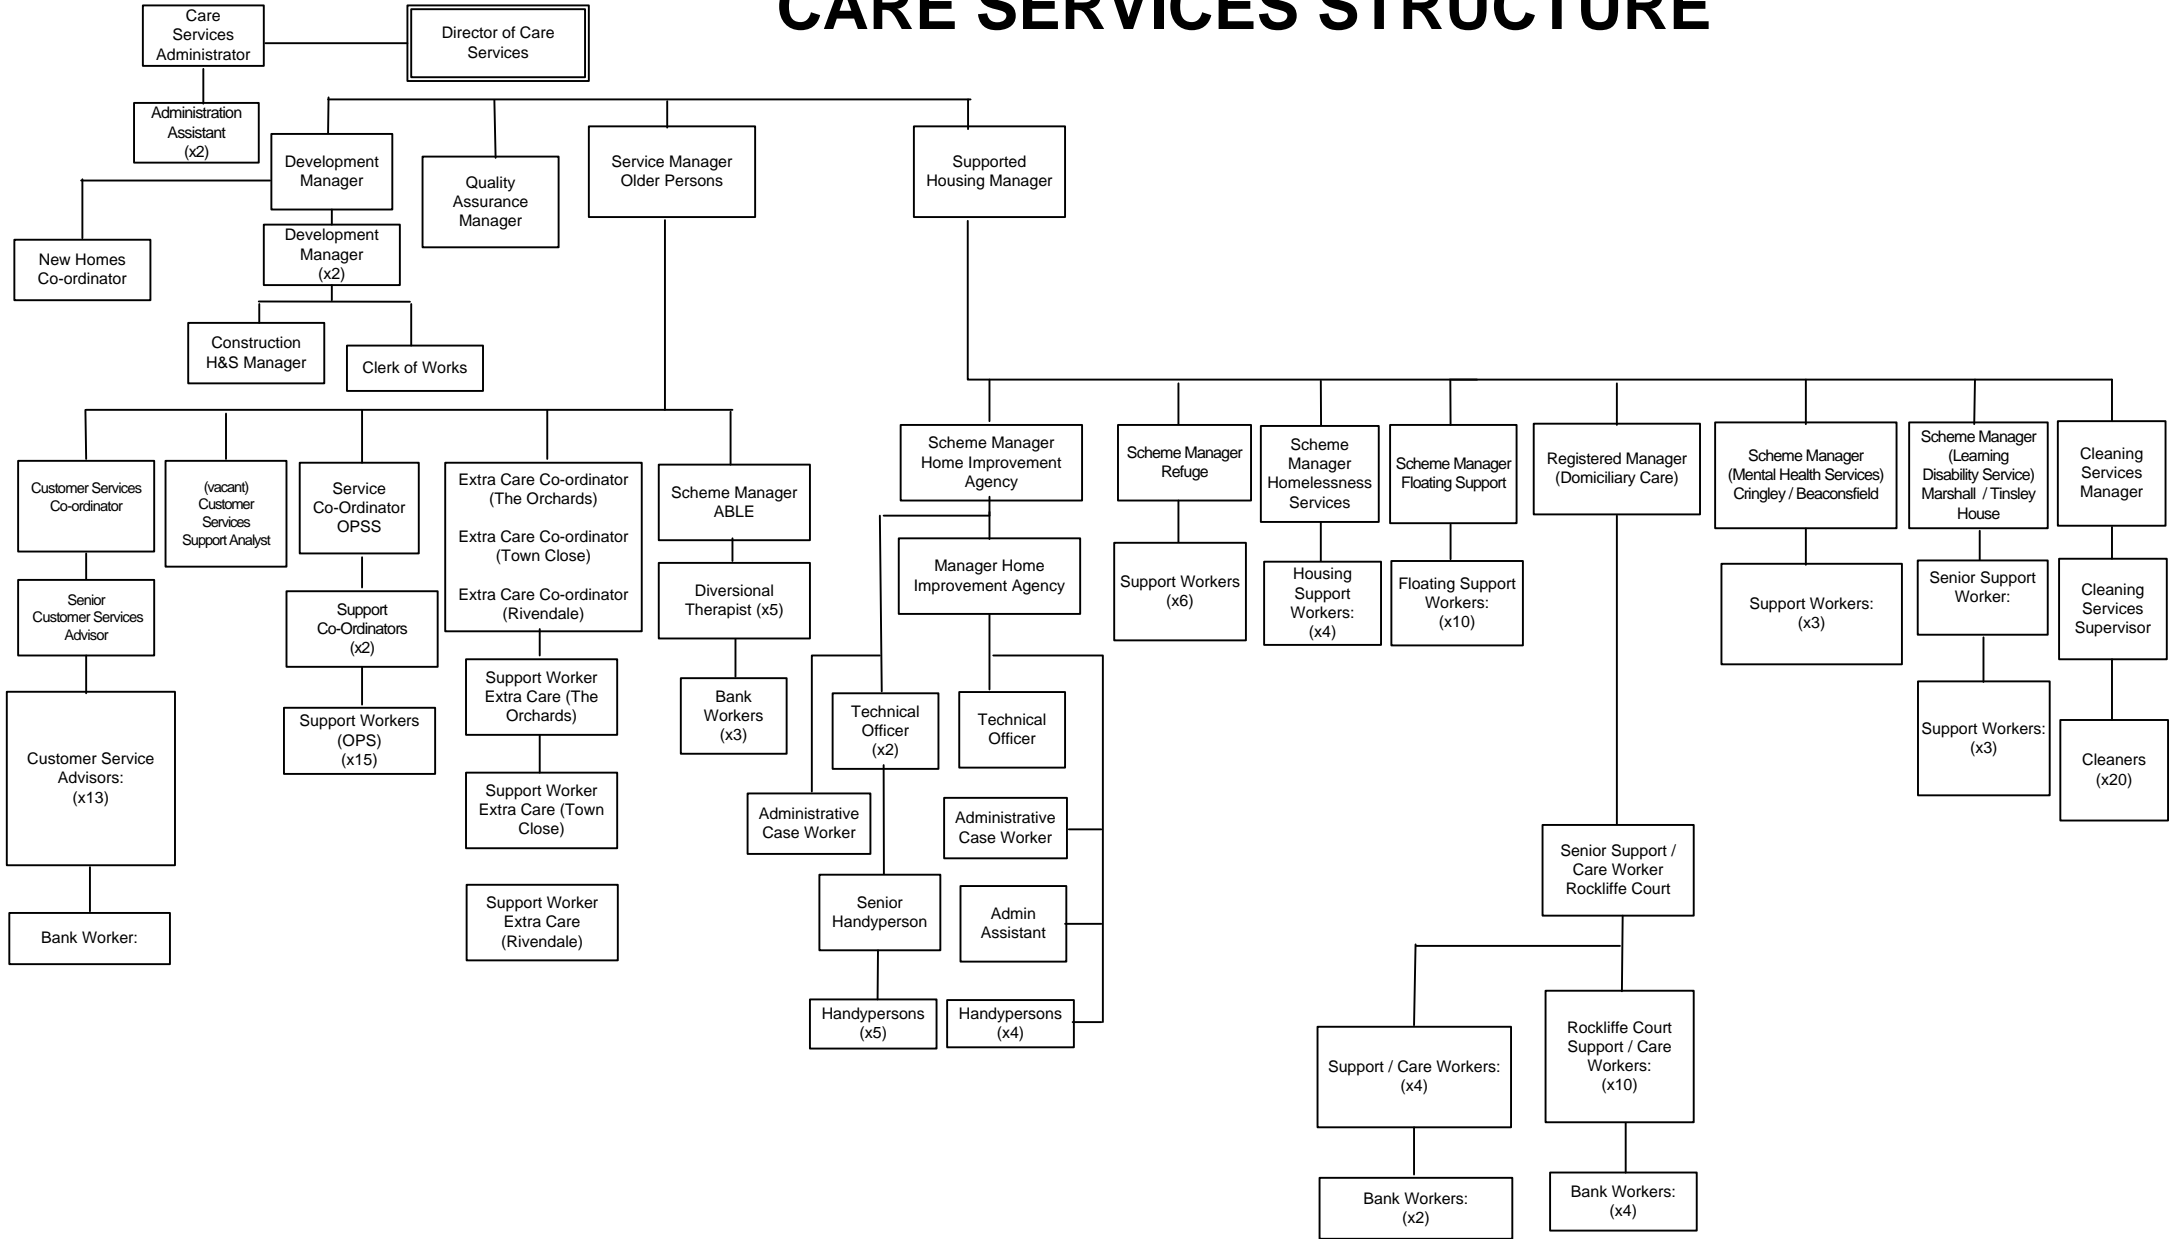 CARE SERVICES STRUCTURE
Care
Services
Administrator
Director of Care
Services
Administration
Assistant
(x2)
Development
Manager
Quality
Assurance
Manager
Service Manager
Older Persons
Supported
Housing Manager
New Homes
Co-ordinator
Development
Manager
(x2)
Construction
H&S Manager
Clerk of Works
Customer Services
Co-ordinator
(vacant)
Customer
Services
Support Analyst
Service
Co-Ordinator
OPSS
Extra Care Co-ordinator
(The Orchards)
Extra Care Co-ordinator
(Town Close)
Extra Care Co-ordinator
(Rivendale)
Scheme Manager
ABLE
Scheme Manager
Home Improvement
Agency
Scheme Manager
Refuge
Scheme
Manager
Homelessness
Services
Scheme Manager
Floating Support
Registered Manager
(Domiciliary Care)
Scheme Manager
(Mental Health Services)
Cringley / Beaconsfield
Scheme Manager
(Learning
Disability Service)
Marshall / Tinsley
House
Cleaning
Services
Manager
Senior
Customer Services
Advisor
Support
Co-Ordinators
(x2)
Diversional
Therapist (x5)
Manager Home
Improvement Agency
Support Workers
(x6)
Housing
Support
Workers:
(x4)
Floating Support
Workers:
(x10)
Support Workers:
(x3)
Senior Support
Worker:
Cleaning
Services
Supervisor
Customer Service
Advisors:
(x13)
Support Workers
(OPS)
(x15)
Support Worker
Extra Care (The
Orchards)
Bank
Workers
(x3)
Technical
Officer
(x2)
Technical
Officer
Support Workers:
(x3)
Cleaners
(x20)
Support Worker
Extra Care (Town
Close)
Administrative
Case Worker
Administrative
Case Worker
Senior Support /
Care Worker
Rockliffe Court
Bank Worker:
Support Worker
Extra Care
(Rivendale)
Senior
Handyperson
Admin
Assistant
Handypersons
(x5)
Handypersons
(x4)
Support / Care Workers:
(x4)
Rockliffe Court
Support / Care
Workers:
(x10)
Bank Workers:
(x2)
Bank Workers:
(x4)